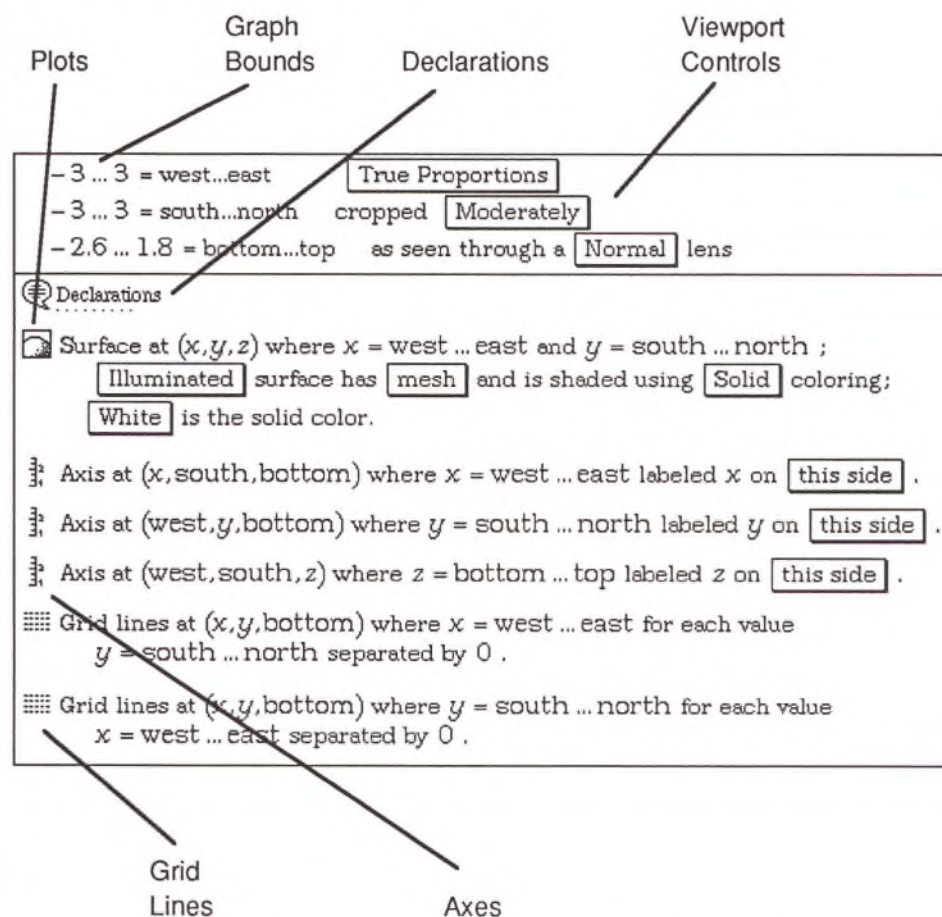 Plots
Graph
Bounds
Declarations
Viewport
Controls
−3 ... 3 = west...east True Proportions
−3 ... 3 = south...north cropped Moderately
−2.6 ... 1.8 = bottom...top as seen through a Normal lens
Declarations
Surface at (x,y,z) where x = west ... east and y = south ... north ;
Illuminated surface has mesh and is shaded using Solid coloring;
White is the solid color.
Axis at (x,south,bottom) where x = west ... east labeled x on this side .
Axis at (west,y,bottom) where y = south ... north labeled y on this side .
Axis at (west,south,z) where z = bottom ... top labeled z on this side .
Grid lines at (x,y,bottom) where x = west ... east for each value
y = south ... north separated by 0 .
Grid lines at (x,y,bottom) where y = south ... north for each value
x = west ... east separated by 0 .
Grid
Lines
Axes